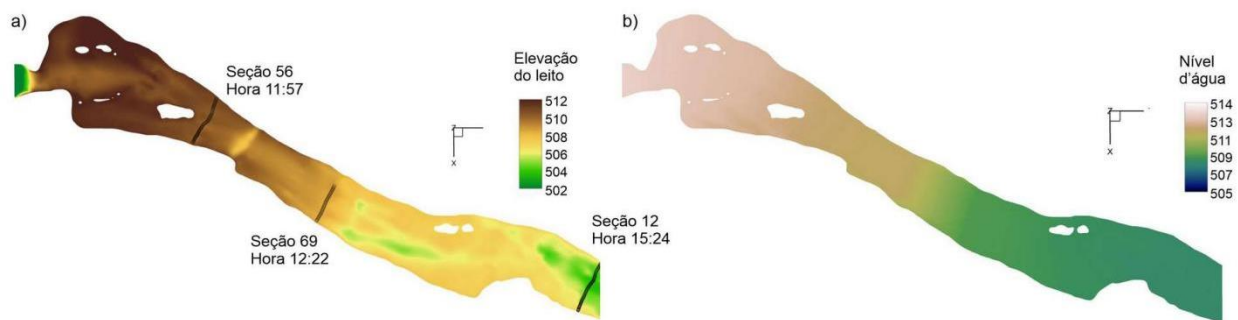 a)
Seção 56
Hora 11:57
Elevação
do leito
512
510
508
506
504
502
z
x
Seção 69
Hora 12:22
Seção 12
Hora 15:24
b)
Nível
d'água
514
513
511
509
507
505
z
x